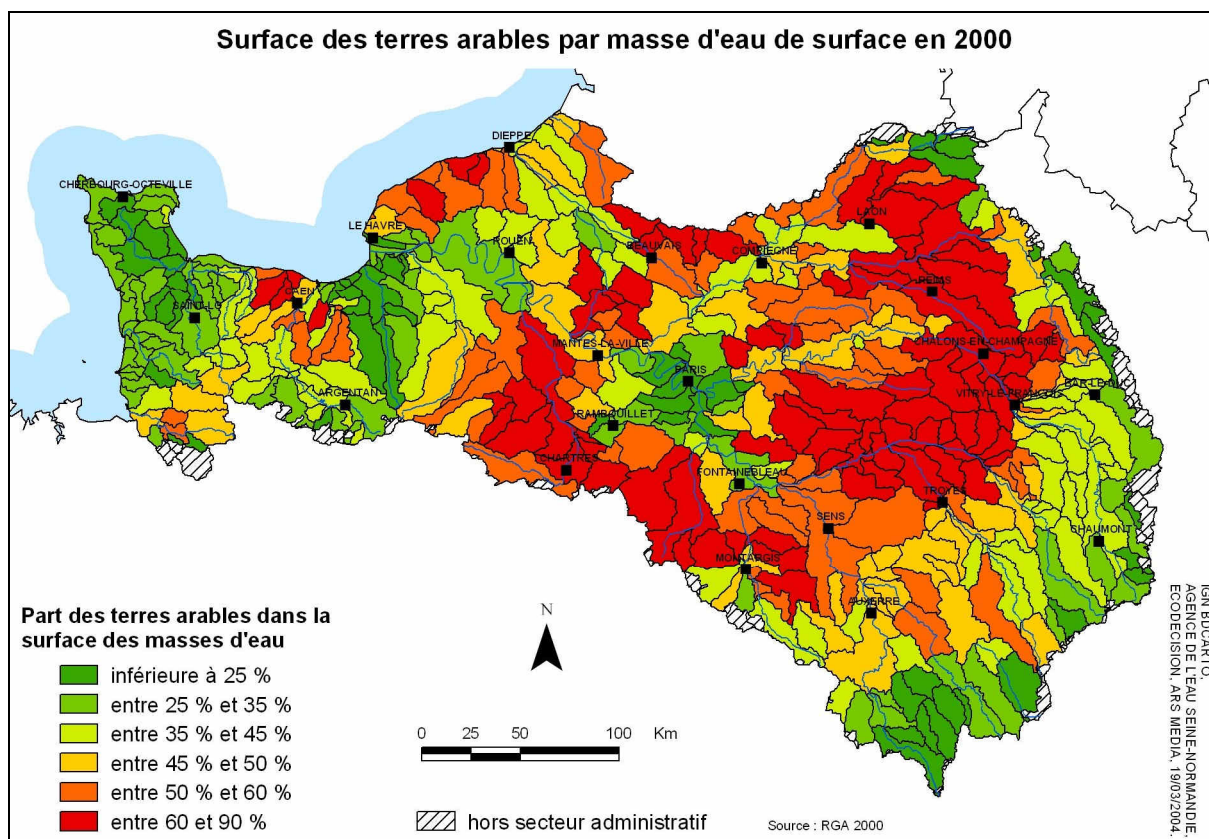 Surface des terres arables par masse d'eau de surface en 2000
DIEPPE
CHERBOURG-OCTEVILLE
LAON
LE HAVRE
ROUEN
BEAUVAIS
COMPIEGNE
REIMS
CAEN
SAINT-LO
MANTES-LA-VILLE
CHALONS-EN-CHAMPAGNE
PARIS
BAR-LE-DUC
ARGENTAN
VITRY-LE-FRANCOIS
RAMBOUILLET
CHARTRES
FONTAINEBLEAU
TROYES
SENS
CHAUMONT
MONTARGIS
AUXERRE
Part des terres arables dans la
surface des masses d'eau
inférieure à 25 %
entre 25 % et 35 %
entre 35 % et 45 %
entre 45 % et 50 %
entre 50 % et 60 %
entre 60 et 90 %
N
0 25 50 100 Km
hors secteur administratif
Source : RGA 2000
IGN BDCARTO,
AGENCE DE L'EAU SEINE-NORMANDIE,
ECODECISION, ARS MEDIA, 19/03/2004.